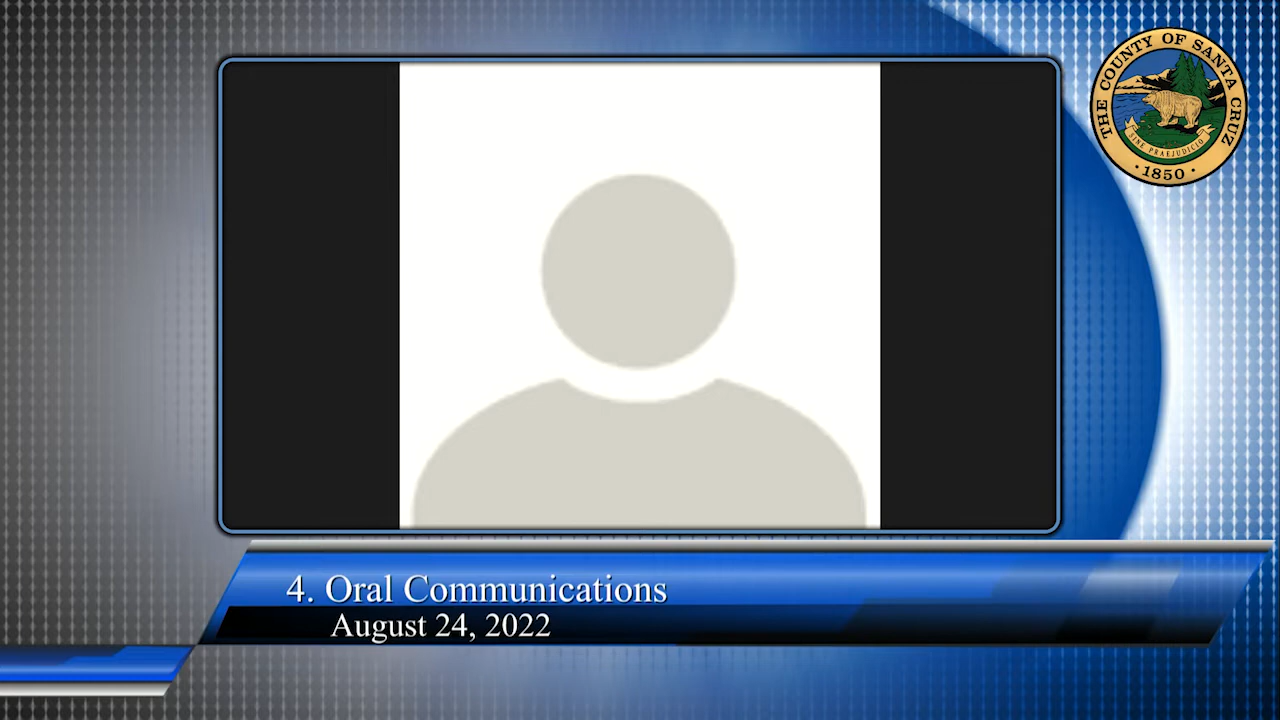 THE COUNTY OF SANTA CRUZ
SINE PRAEJUDICIO
• 1850 •
4. Oral Communications
August 24, 2022